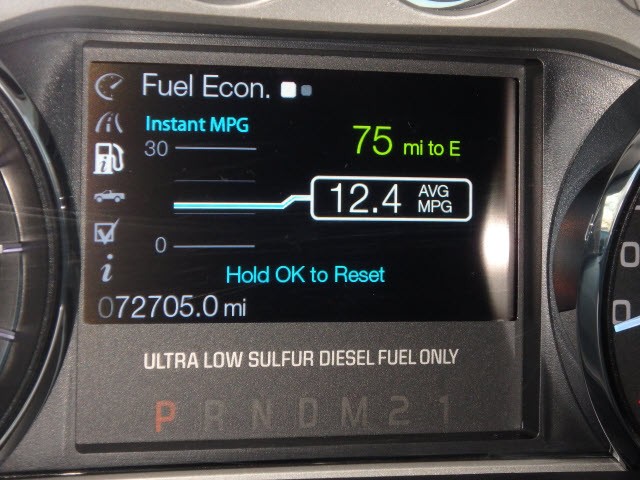 Fuel Econ.
Instant MPG
75 mi to E
30
12.4 AVG MPG
0
Hold OK to Reset
072705.0 mi
ULTRA LOW SULFUR DIESEL FUEL ONLY
P R N D M 2 1